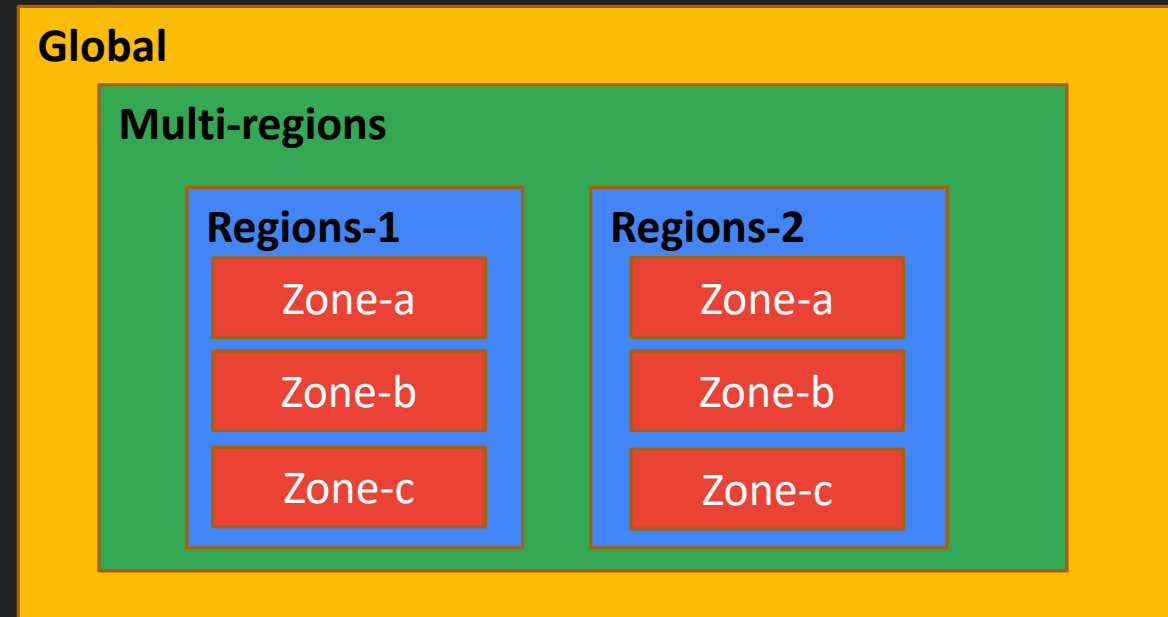 Global
Multi-regions
Regions-1
Zone-a
Zone-b
Zone-c
Regions-2
Zone-a
Zone-b
Zone-c